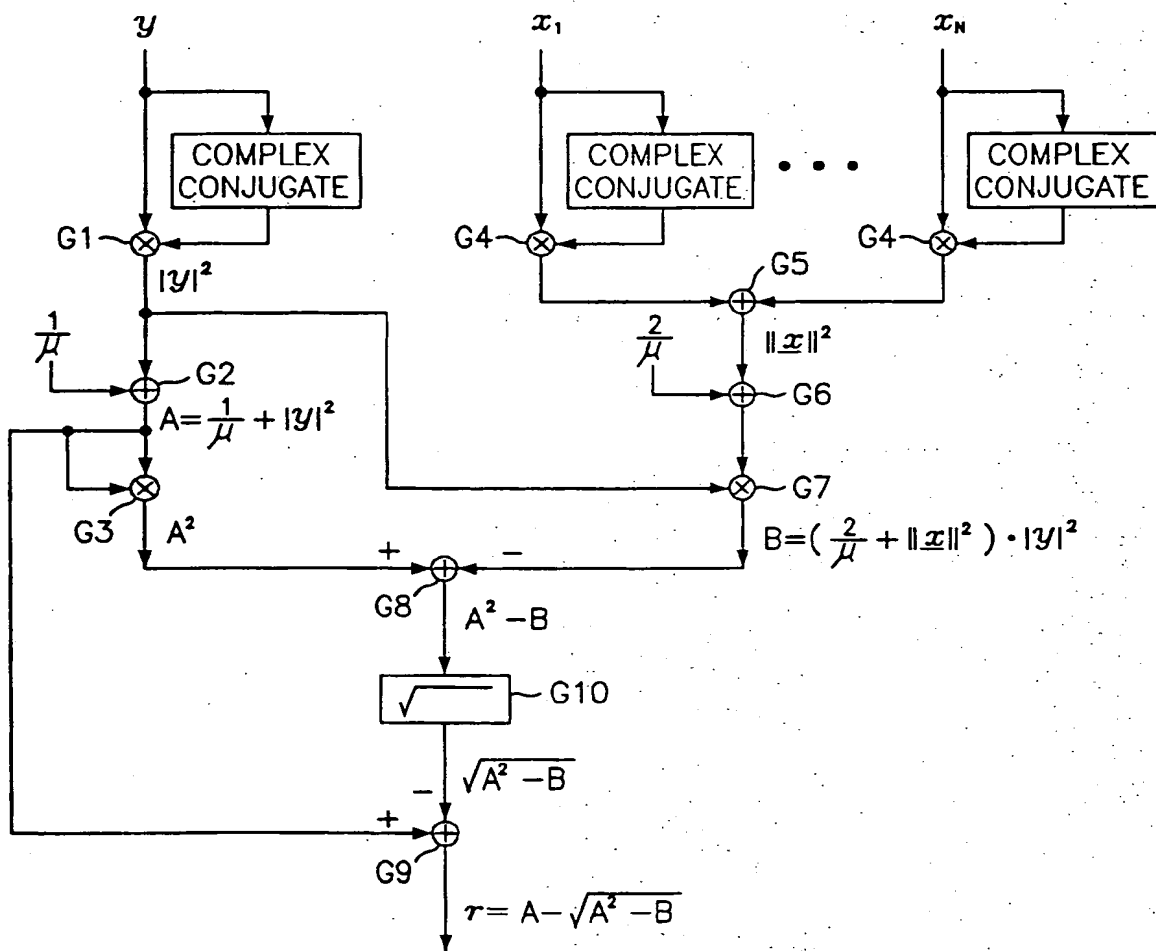 y x₁ x_N
COMPLEX CONJUGATE
COMPLEX CONJUGATE
• • •
COMPLEX CONJUGATE
G1 ⊗ G4 ⊗ G4 ⊗
|y|²
G5 ⊕
‖x‖²
1/μ ⊕ G2
2/μ ⊕ G6
A=1/μ + |y|²
G3 ⊗
⊗ G7
A²
B=(2/μ + ‖x‖²)·|y|²
+ ⊕ −
G8
A² −B
√ G10
√(A² −B)
−
+ ⊕
G9
r= A−√(A² −B)